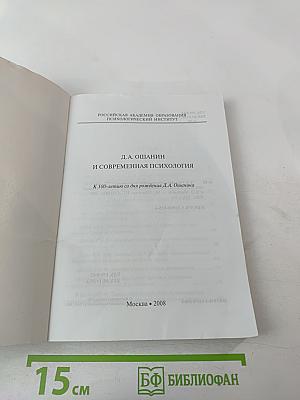 РОССИЙСКАЯ АКАДЕМИЯ ОБРАЗОВАНИЯ
ПСИХОЛОГИЧЕСКИЙ ИНСТИТУТ
Д.А. ОШАНИН
И СОВРЕМЕННАЯ ПСИХОЛОГИЯ
К 100-летию со дня рождения Д.А. Ошанина
Москва • 2008
15 см
БФ БИБЛИОФАН